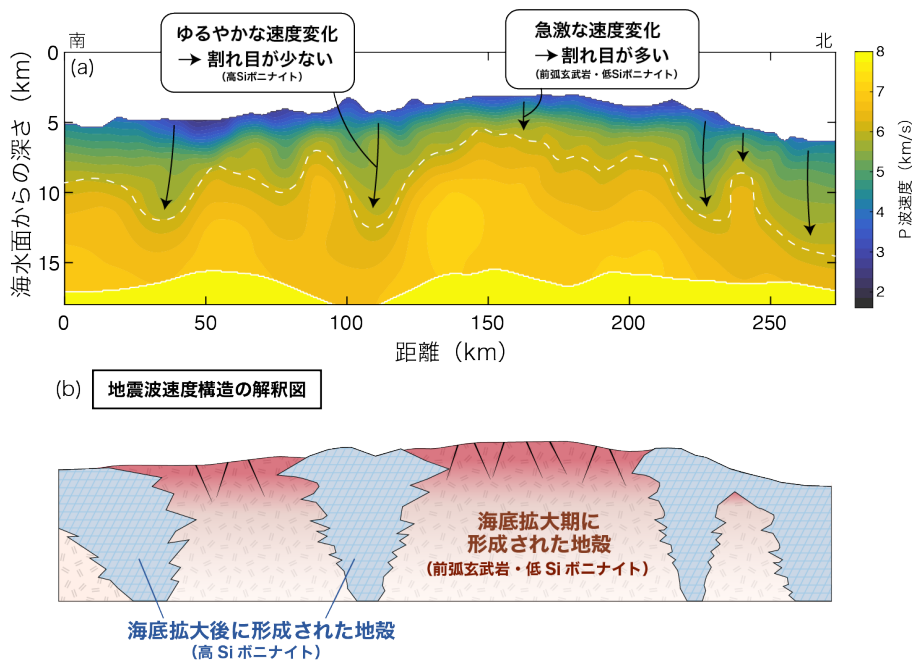 南
北
ゆるやかな速度変化
→ 割れ目が少ない
(高Siボニナイト)
急激な速度変化
→ 割れ目が多い
(前弧玄武岩・低Siボニナイト)
(a)
海水面からの深さ（km）
0
5
10
15
0
50
100
150
200
250
距離（km）
8
7
6
5
4
3
2
P 波速度（km/s）
(b)
地震波速度構造の解釈図
海底拡大期に
形成された地殻
(前弧玄武岩・低 Si ボニナイト)
海底拡大後に形成された地殻
(高 Si ボニナイト)